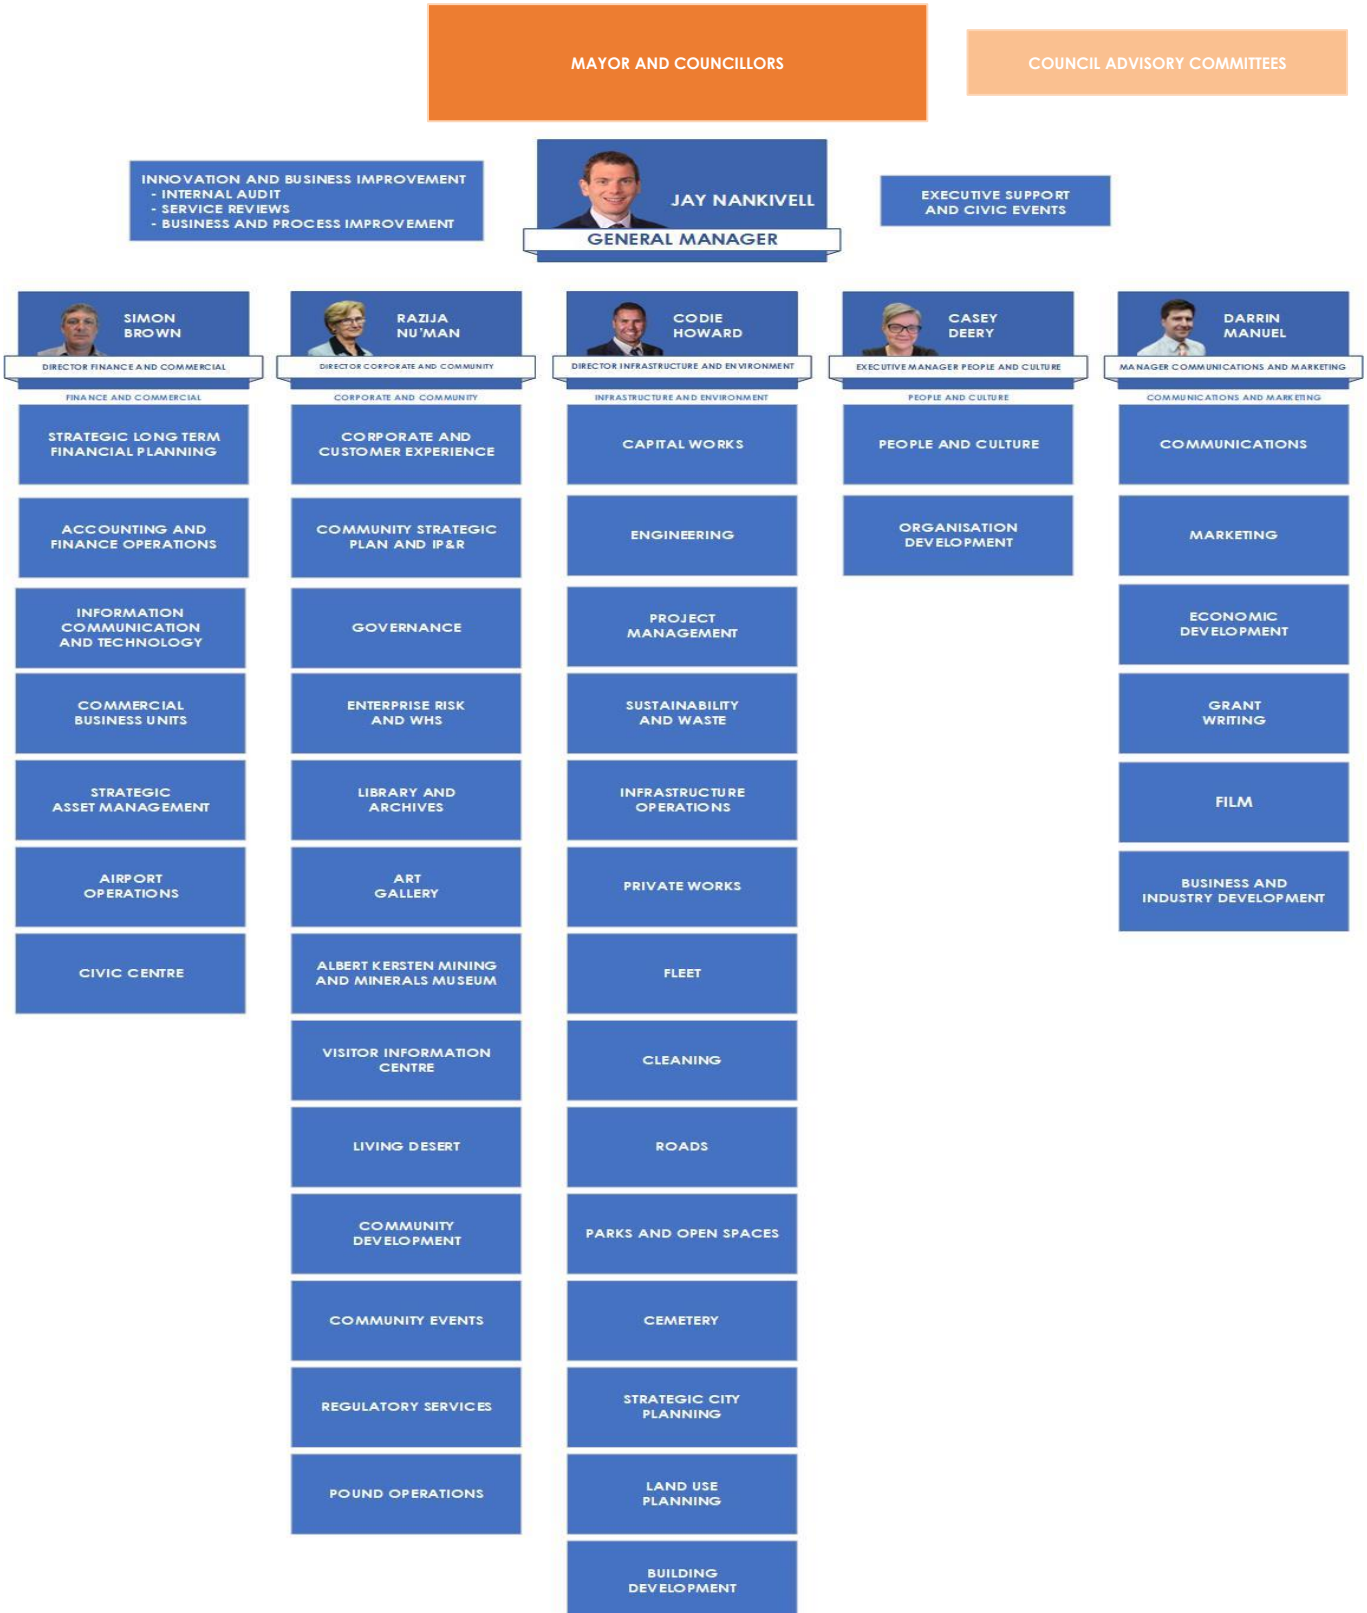 MAYOR AND COUNCILLORS
COUNCIL ADVISORY COMMITTEES
INNOVATION AND BUSINESS IMPROVEMENT
- INTERNAL AUDIT
- SERVICE REVIEWS
- BUSINESS AND PROCESS IMPROVEMENT
JAY NANKIVELL
GENERAL MANAGER
EXECUTIVE SUPPORT
AND CIVIC EVENTS
SIMON
BROWN
DIRECTOR FINANCE AND COMMERCIAL
FINANCE AND COMMERCIAL
STRATEGIC LONG TERM
FINANCIAL PLANNING
ACCOUNTING AND
FINANCE OPERATIONS
INFORMATION
COMMUNICATION
AND TECHNOLOGY
COMMERCIAL
BUSINESS UNITS
STRATEGIC
ASSET MANAGEMENT
AIRPORT
OPERATIONS
CIVIC CENTRE
RAZIJA
NU'MAN
DIRECTOR CORPORATE AND COMMUNITY
CORPORATE AND COMMUNITY
CORPORATE AND
CUSTOMER EXPERIENCE
COMMUNITY STRATEGIC
PLAN AND IP&R
GOVERNANCE
ENTERPRISE RISK
AND WHS
LIBRARY AND
ARCHIVES
ART
GALLERY
ALBERT KERSTEN MINING
AND MINERALS MUSEUM
VISITOR INFORMATION
CENTRE
LIVING DESERT
COMMUNITY
DEVELOPMENT
COMMUNITY EVENTS
REGULATORY SERVICES
POUND OPERATIONS
CODIE
HOWARD
DIRECTOR INFRASTRUCTURE AND ENVIRONMENT
INFRASTRUCTURE AND ENVIRONMENT
CAPITAL WORKS
ENGINEERING
PROJECT
MANAGEMENT
SUSTAINABILITY
AND WASTE
INFRASTRUCTURE
OPERATIONS
PRIVATE WORKS
FLEET
CLEANING
ROADS
PARKS AND OPEN SPACES
CEMETERY
STRATEGIC CITY
PLANNING
LAND USE
PLANNING
BUILDING
DEVELOPMENT
CASEY
DEERY
EXECUTIVE MANAGER PEOPLE AND CULTURE
PEOPLE AND CULTURE
PEOPLE AND CULTURE
ORGANISATION
DEVELOPMENT
DARRIN
MANUEL
MANAGER COMMUNICATIONS AND MARKETING
COMMUNICATIONS AND MARKETING
COMMUNICATIONS
MARKETING
ECONOMIC
DEVELOPMENT
GRANT
WRITING
FILM
BUSINESS AND
INDUSTRY DEVELOPMENT